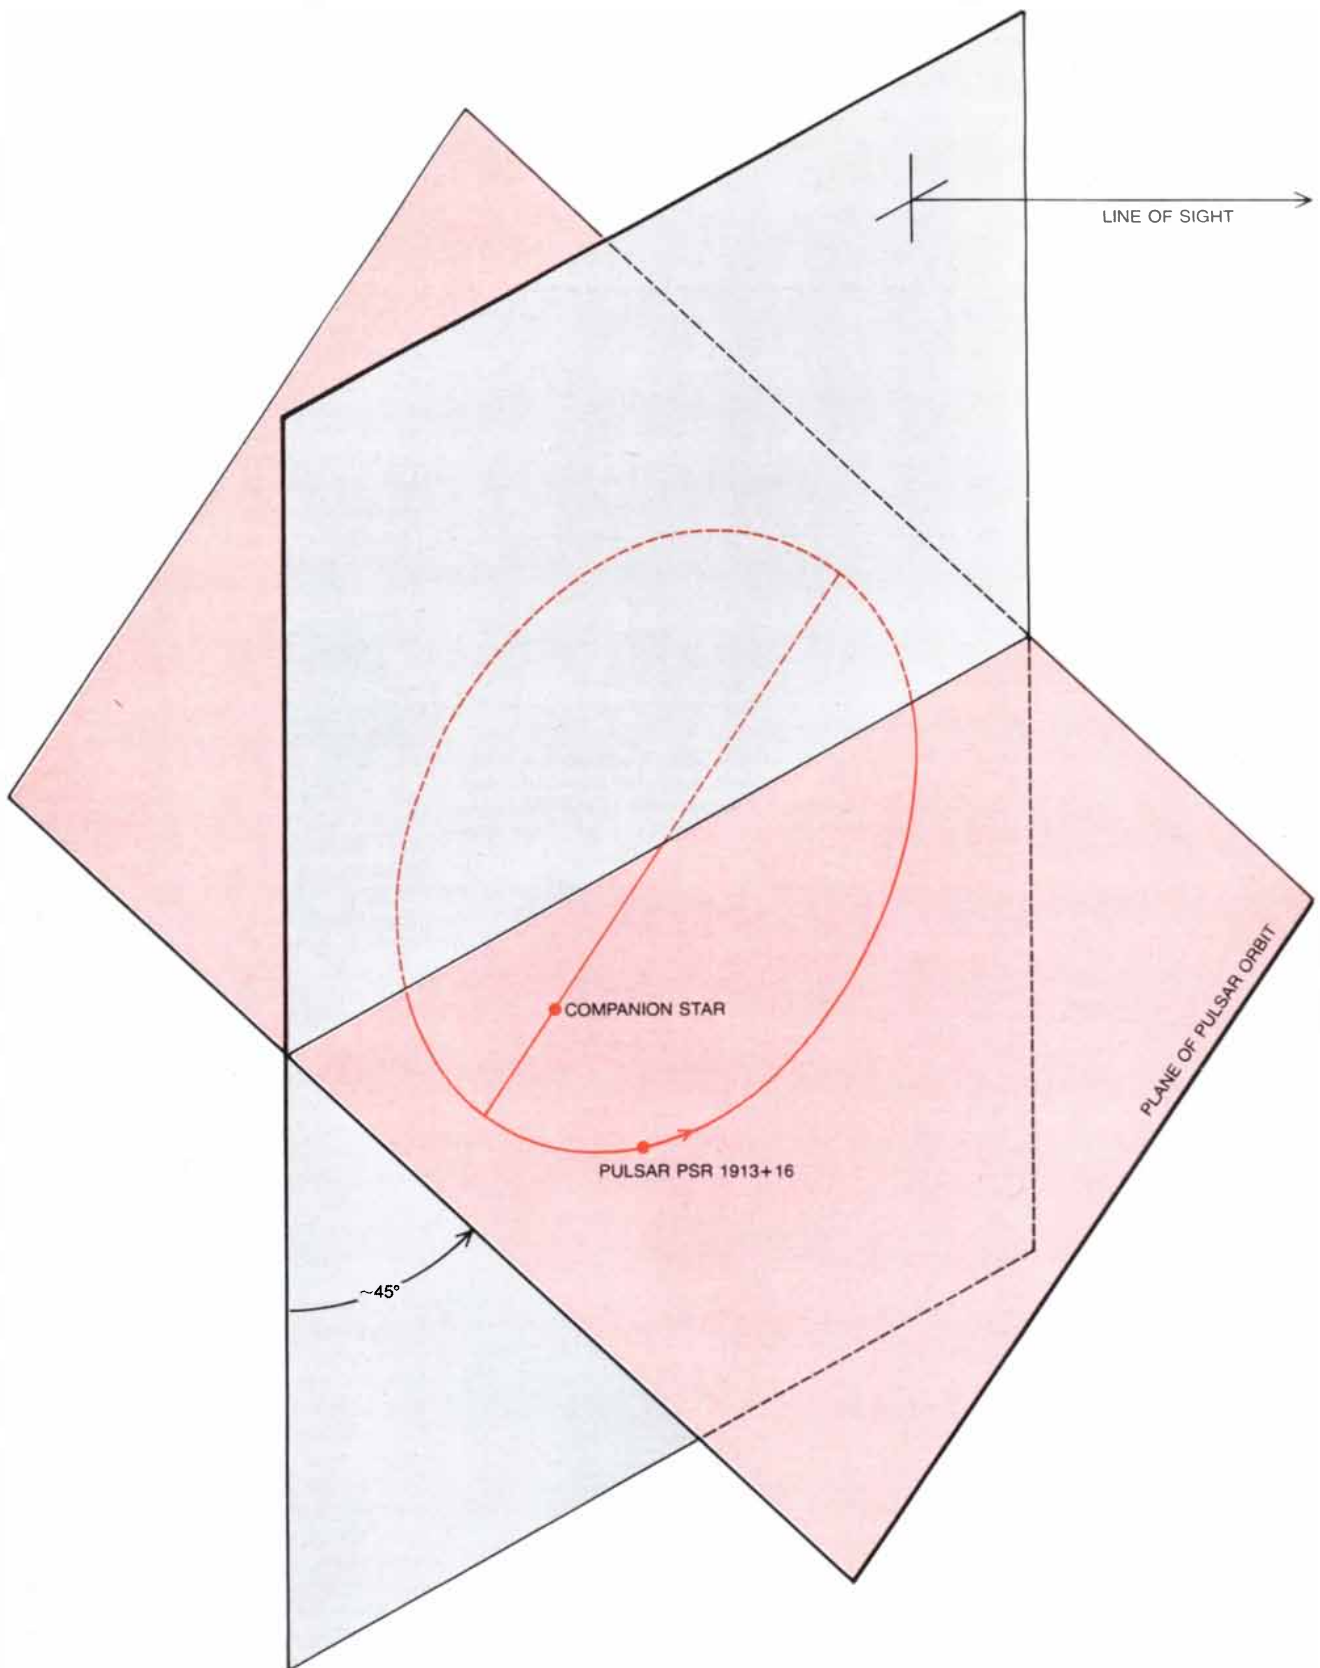 LINE OF SIGHT
PLANE OF PULSAR ORBIT
COMPANION STAR
PULSAR PSR 1913+16
~45°